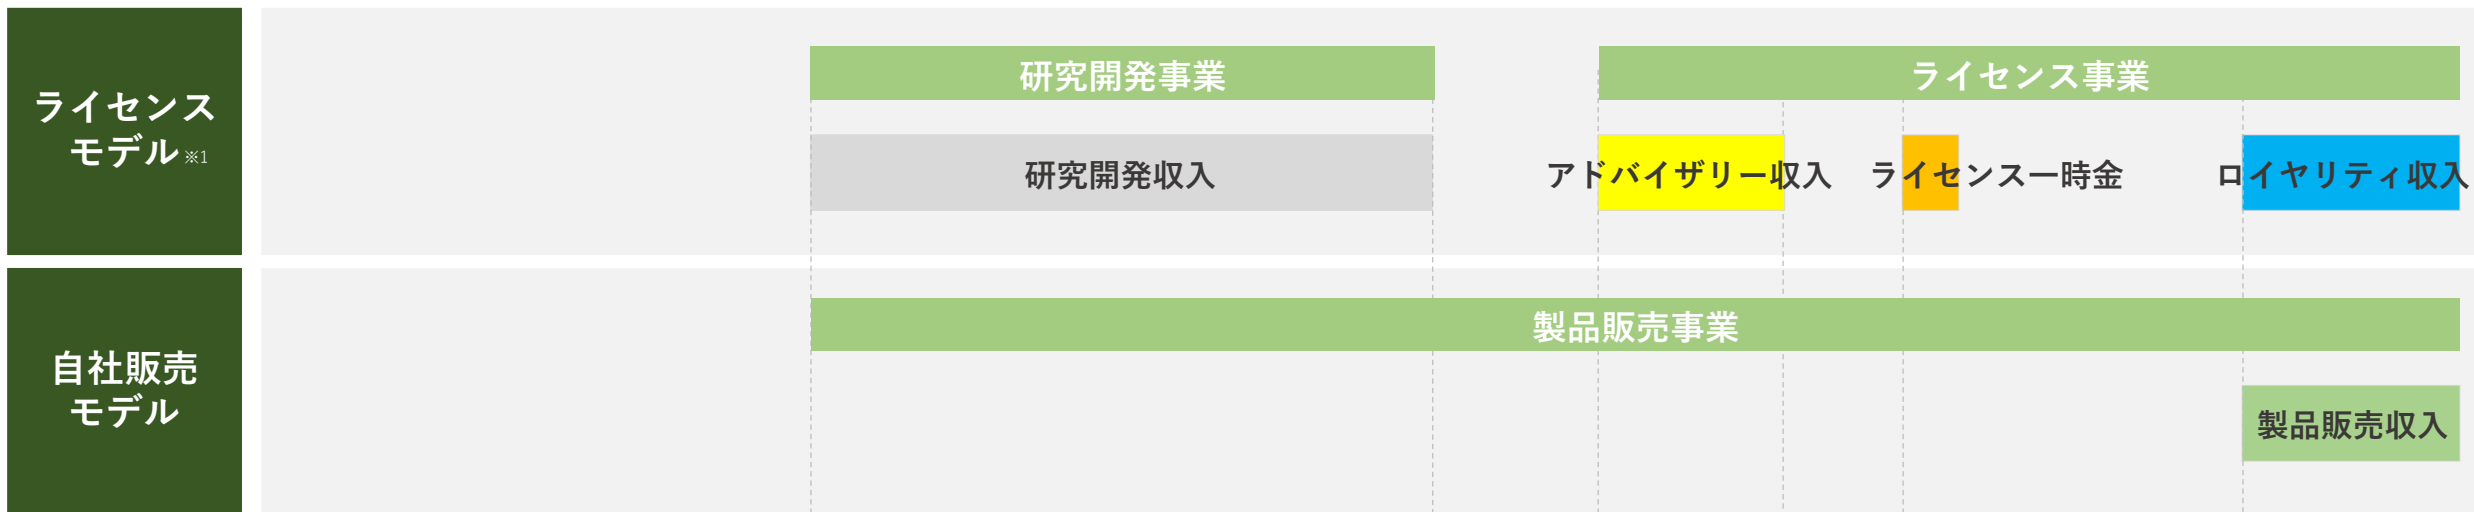 ライセンス
モデル ※1
研究開発事業
ライセンス事業
研究開発収入
アドバイザリー収入
ライセンス一時金
ロイヤリティ収入
自社販売
モデル
製品販売事業
製品販売収入